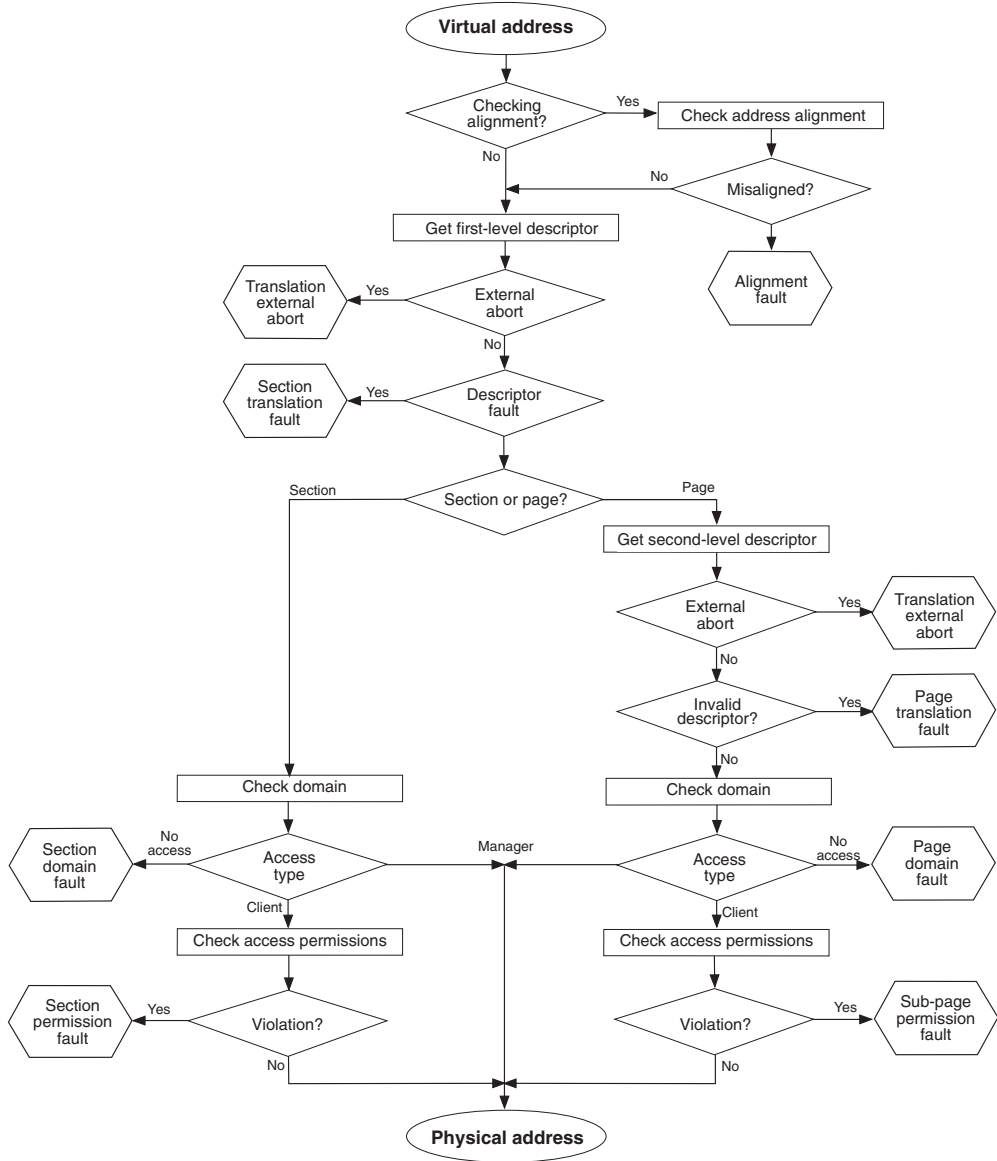 Virtual address
Checking
alignment?
Yes
Check address alignment
No
No
Misaligned?
Get first-level descriptor
Alignment
fault
Translation
external
abort
Yes
External
abort
No
Section
translation
fault
Yes
Descriptor
fault
Section
Section or page?
Page
Get second-level descriptor
External
abort
Yes
Translation
external
abort
No
Invalid
descriptor?
Yes
Page
translation
fault
No
Check domain
Check domain
Section
domain
fault
No
access
Access
type
Manager
Access
type
No
access
Page
domain
fault
Client
Client
Check access permissions
Check access permissions
Section
permission
fault
Yes
Violation?
Violation?
Yes
Sub-page
permission
fault
No
No
Physical address